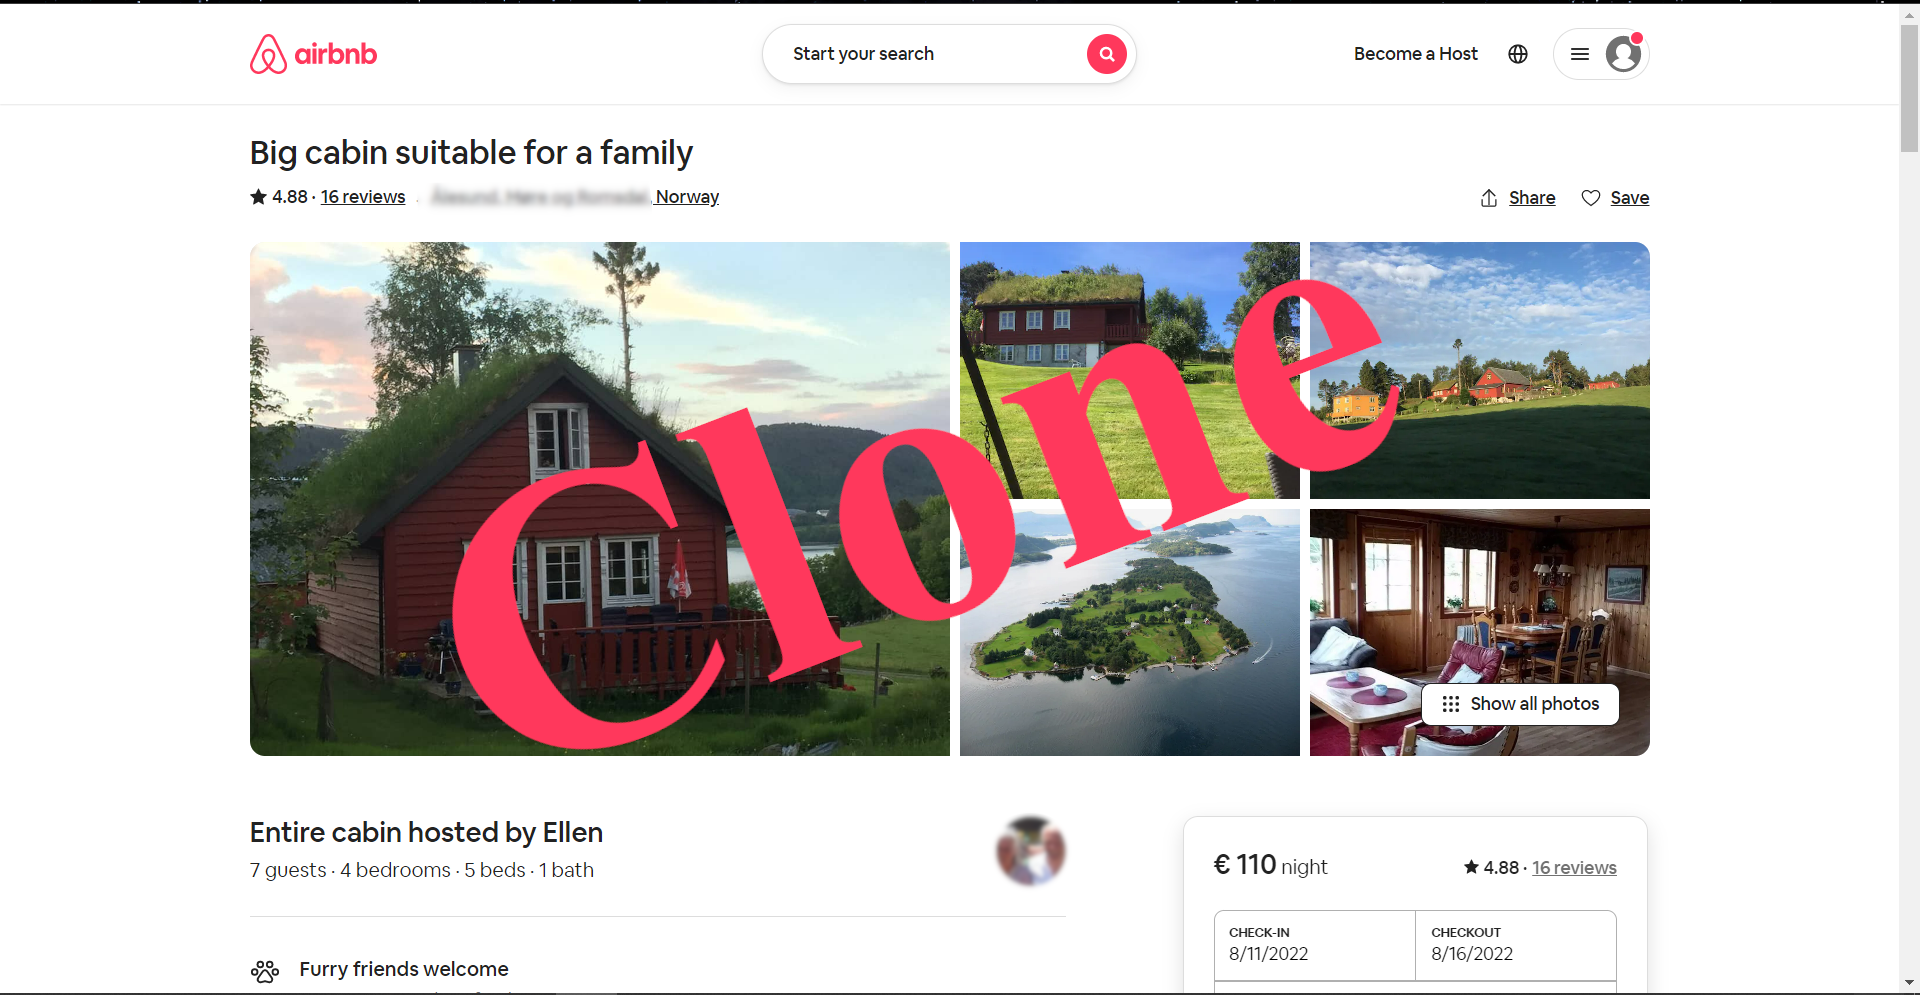 airbnb
Start your search
Become a Host
Big cabin suitable for a family
4.88 · 16 reviews · , Norway
Share
Save
Clone
Show all photos
Entire cabin hosted by Ellen
7 guests · 4 bedrooms · 5 beds · 1 bath
€ 110 night
4.88 · 16 reviews
CHECK-IN
8/11/2022
CHECKOUT
8/16/2022
Furry friends welcome